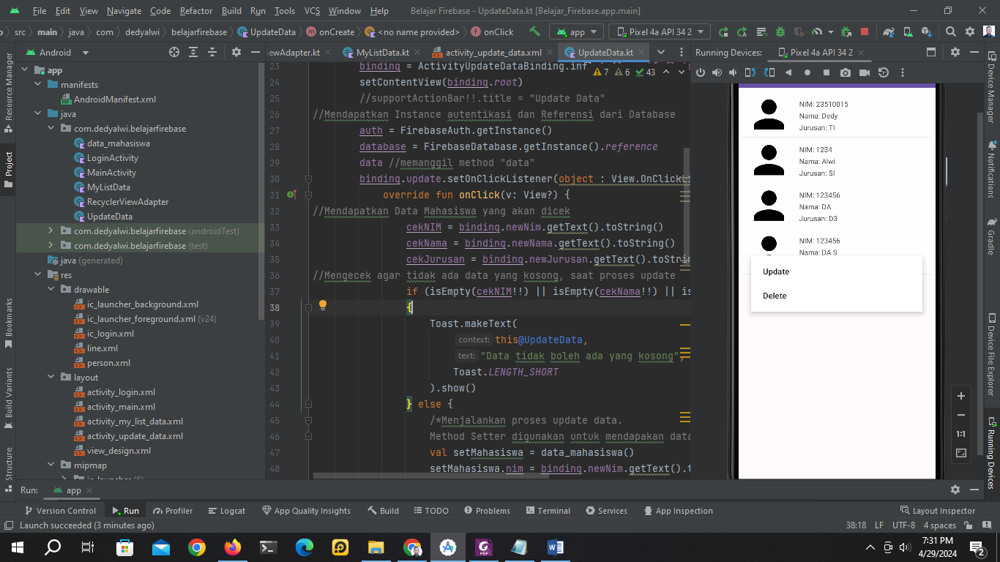 File Edit View Navigate Code Refactor Build Run Tools VCS Window Help Belajar Firebase - UpdateData.kt [Belajar_Firebase.app.main]
src main java com dedyalwi belajarfirebase UpdateData onCreate <no name provided> onClick app Pixel 4a API 34 2
Android
iewAdapter.kt MyListData.kt activity_update_data.xml UpdateData.kt
Running Devices: Pixel 4a API 34 2
Resource Manager
Project
Bookmarks
Build Variants
Structure
app
manifests
AndroidManifest.xml
java
com.dedyalwi.belajarfirebase
data_mahasiswa
LoginActivity
MainActivity
MyListData
RecyclerViewAdapter
UpdateData
com.dedyalwi.belajarfirebase (androidTest)
com.dedyalwi.belajarfirebase (test)
java (generated)
res
drawable
ic_launcher_background.xml
ic_launcher_foreground.xml (v24)
ic_login.xml
line.xml
person.xml
layout
activity_login.xml
activity_main.xml
activity_my_list_data.xml
activity_update_data.xml
view_design.xml
mipmap
7 6 43
23 binding = ActivityUpdateDataBinding.inf
24 setContentView(binding.root)
25 //supportActionBar!!.title = "Update Data"
26 //Mendapatkan Instance autentikasi dan Referensi dari Database
27 auth = FirebaseAuth.getInstance()
28 database = FirebaseDatabase.getInstance().reference
29 data //memanggil method "data"
30 binding.update.setOnClickListener(object : View.OnClickL
31 override fun onClick(v: View?) {
32 //Mendapatkan Data Mahasiswa yang akan dicek
33 cekNIM = binding.newNim.getText().toString()
34 cekNama = binding.newNama.getText().toString()
35 cekJurusan = binding.newJurusan.getText().toStrin
36 //Mengecek agar tidak ada data yang kosong, saat proses update
37 if (isEmpty(cekNIM!!) || isEmpty(cekNama!!) || is
38 {
39 Toast.makeText(
40 context: this@UpdateData,
41 text: "Data tidak boleh ada yang kosong",
42 Toast.LENGTH_SHORT
43 ).show()
44 } else {
45 /*Menjalankan proses update data.
46 Method Setter digunakan untuk mendapakan data
47 val setMahasiswa = data_mahasiswa()
48 setMahasiswa.nim = binding.newNim.getText().t
NIM: 23510015
Nama: Dedy
Jurusan: TI
NIM: 1234
Nama: Alwi
Jurusan: SI
NIM: 123456
Nama: DA
Jurusan: D3
NIM: 123456
Nama: DA S
Update
Delete
1:1
Device Manager
Notifications
Gradle
Device File Explorer
Running Devices
Run: app
Version Control Run Profiler Logcat App Quality Insights Build TODO Problems Terminal Services App Inspection Layout Inspector
Launch succeeded (3 minutes ago) 38:18 LF UTF-8 4 spaces
7:31 PM
4/29/2024
2